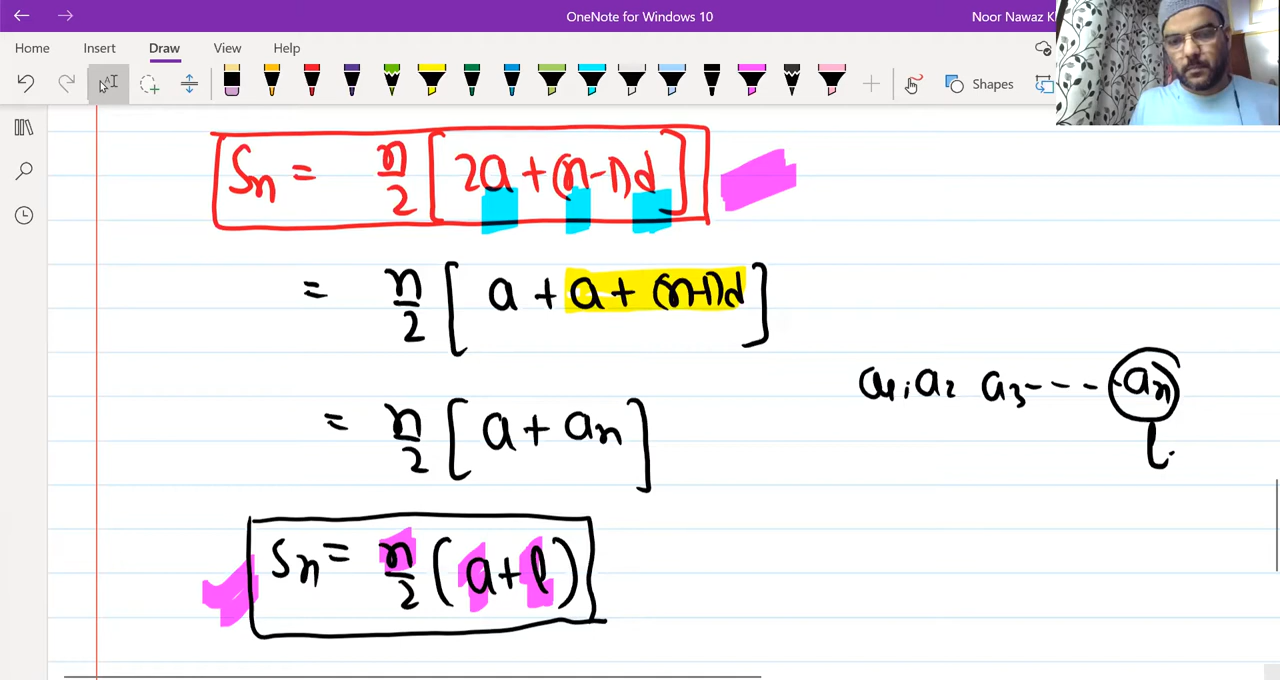 OneNote for Windows 10
Noor Nawaz
Home Insert Draw View Help
Shapes
Sn = n/2 [2a + (n-1)d]
= n/2 [a + a + (n-1)d]
a1, a2 a3 - - - an
l.
= n/2 [a + an]
Sn = n/2 (a + l)